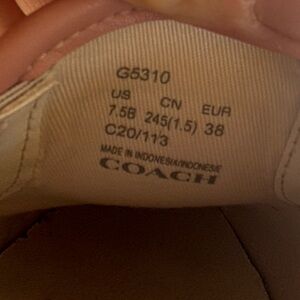 G5310
US CN EUR
7.5B 245(1.5) 38
C20/113
MADE IN INDONESIA/INDONESIE
COACH